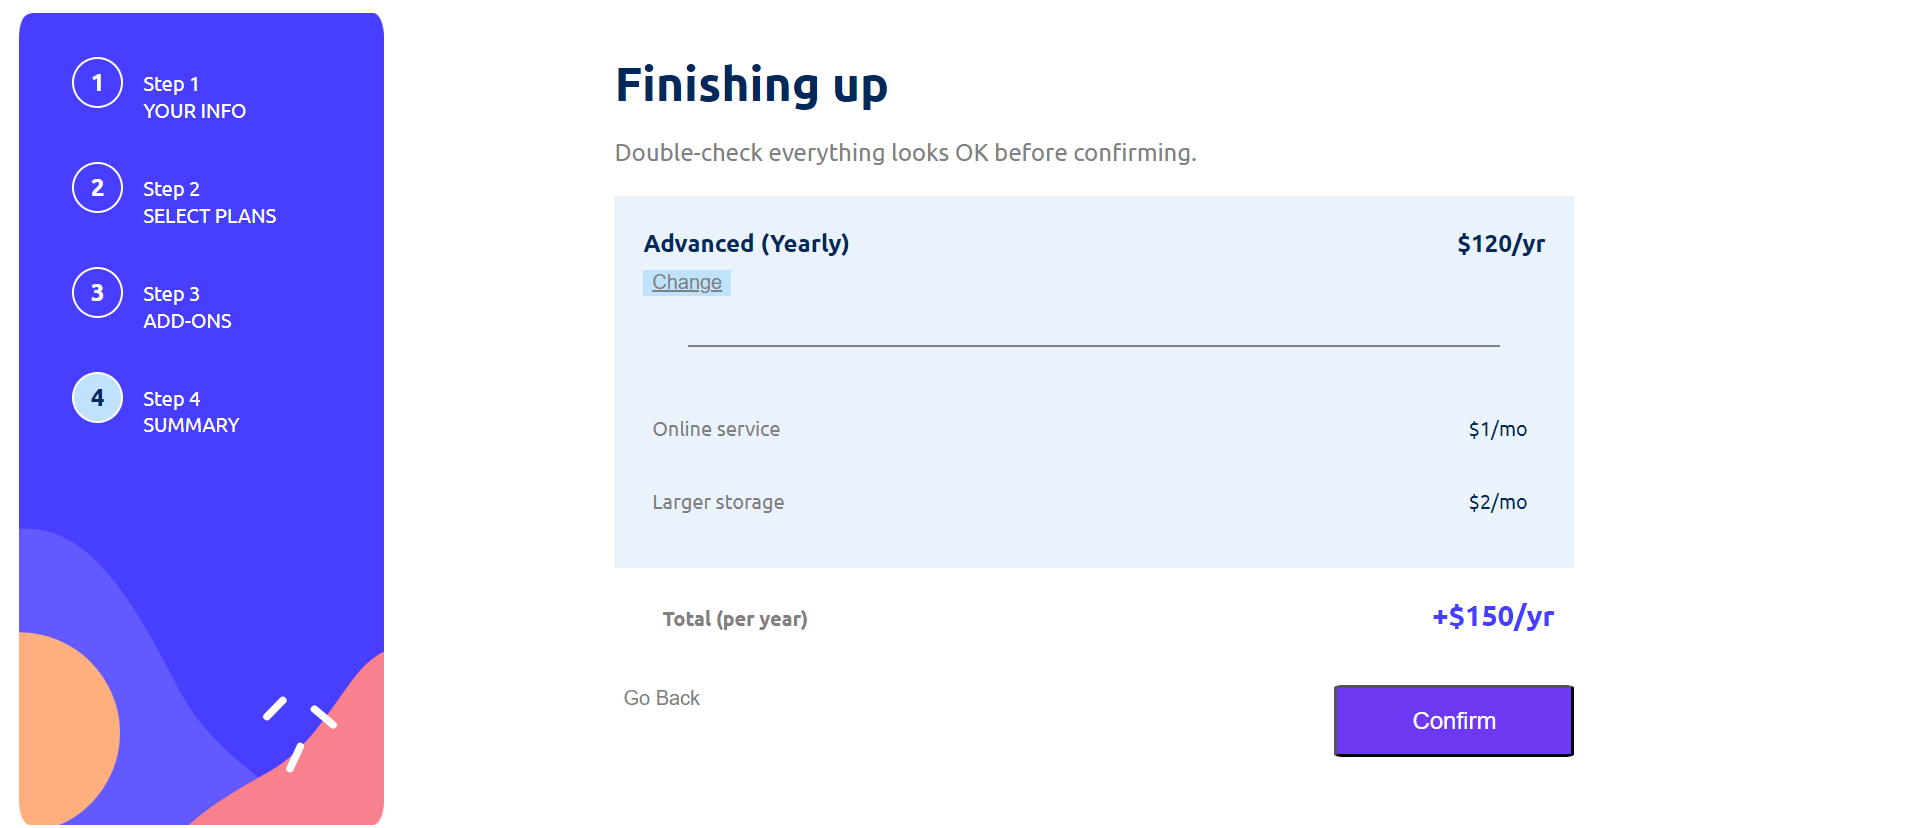 1
Step 1
YOUR INFO
2
Step 2
SELECT PLANS
3
Step 3
ADD-ONS
4
Step 4
SUMMARY
Finishing up
Double-check everything looks OK before confirming.
Advanced (Yearly) $120/yr
Change
Online service $1/mo
Larger storage $2/mo
Total (per year) +$150/yr
Go Back
Confirm